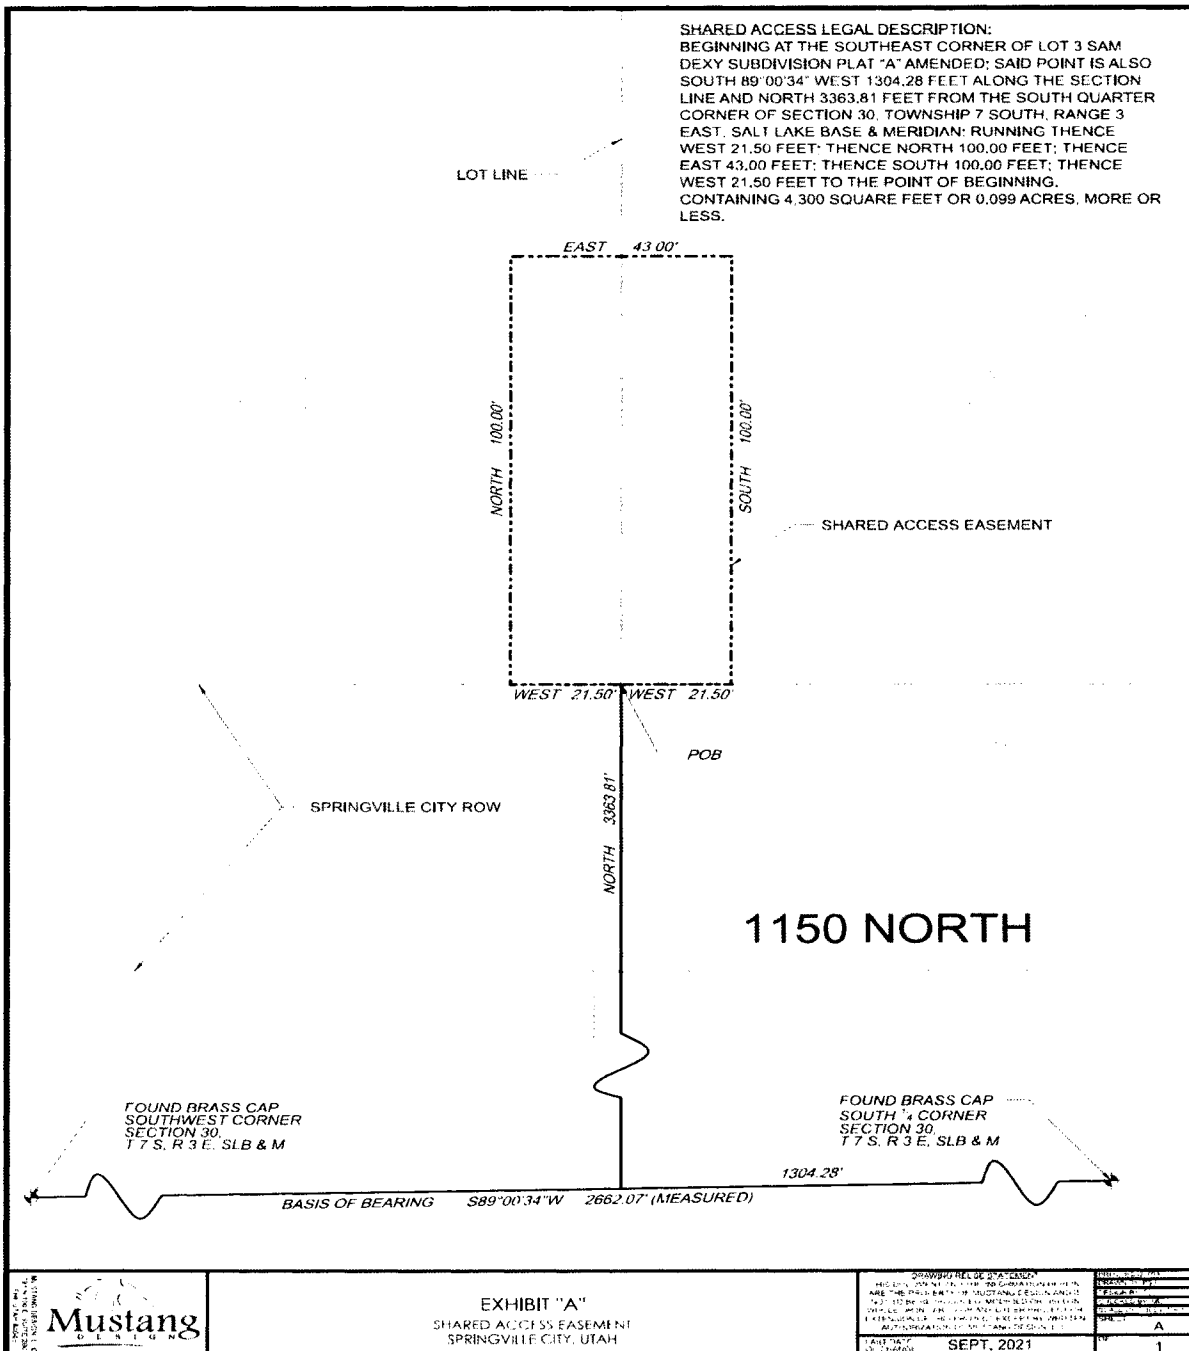 SHARED ACCESS LEGAL DESCRIPTION:
BEGINNING AT THE SOUTHEAST CORNER OF LOT 3 SAM
DEXY SUBDIVISION PLAT "A" AMENDED; SAID POINT IS ALSO
SOUTH 89°00'34" WEST 1304.28 FEET ALONG THE SECTION
LINE AND NORTH 3363.81 FEET FROM THE SOUTH QUARTER
CORNER OF SECTION 30, TOWNSHIP 7 SOUTH, RANGE 3
EAST, SALT LAKE BASE & MERIDIAN; RUNNING THENCE
WEST 21.50 FEET; THENCE NORTH 100.00 FEET; THENCE
EAST 43.00 FEET; THENCE SOUTH 100.00 FEET; THENCE
WEST 21.50 FEET TO THE POINT OF BEGINNING.
CONTAINING 4,300 SQUARE FEET OR 0.099 ACRES, MORE OR
LESS.
LOT LINE
EAST 43.00'
NORTH 100.00'
SOUTH 100.00'
SHARED ACCESS EASEMENT
WEST 21.50' WEST 21.50'
POB
NORTH 3363.81'
SPRINGVILLE CITY ROW
1150 NORTH
FOUND BRASS CAP
SOUTHWEST CORNER
SECTION 30,
T 7 S, R 3 E, SLB & M
FOUND BRASS CAP
SOUTH ¼ CORNER
SECTION 30,
T 7 S, R 3 E, SLB & M
1304.28'
BASIS OF BEARING S89°00'34"W 2662.07' (MEASURED)
Mustang
DESIGN
EXHIBIT "A"
SHARED ACCESS EASEMENT
SPRINGVILLE CITY, UTAH
SEPT, 2021
A
1